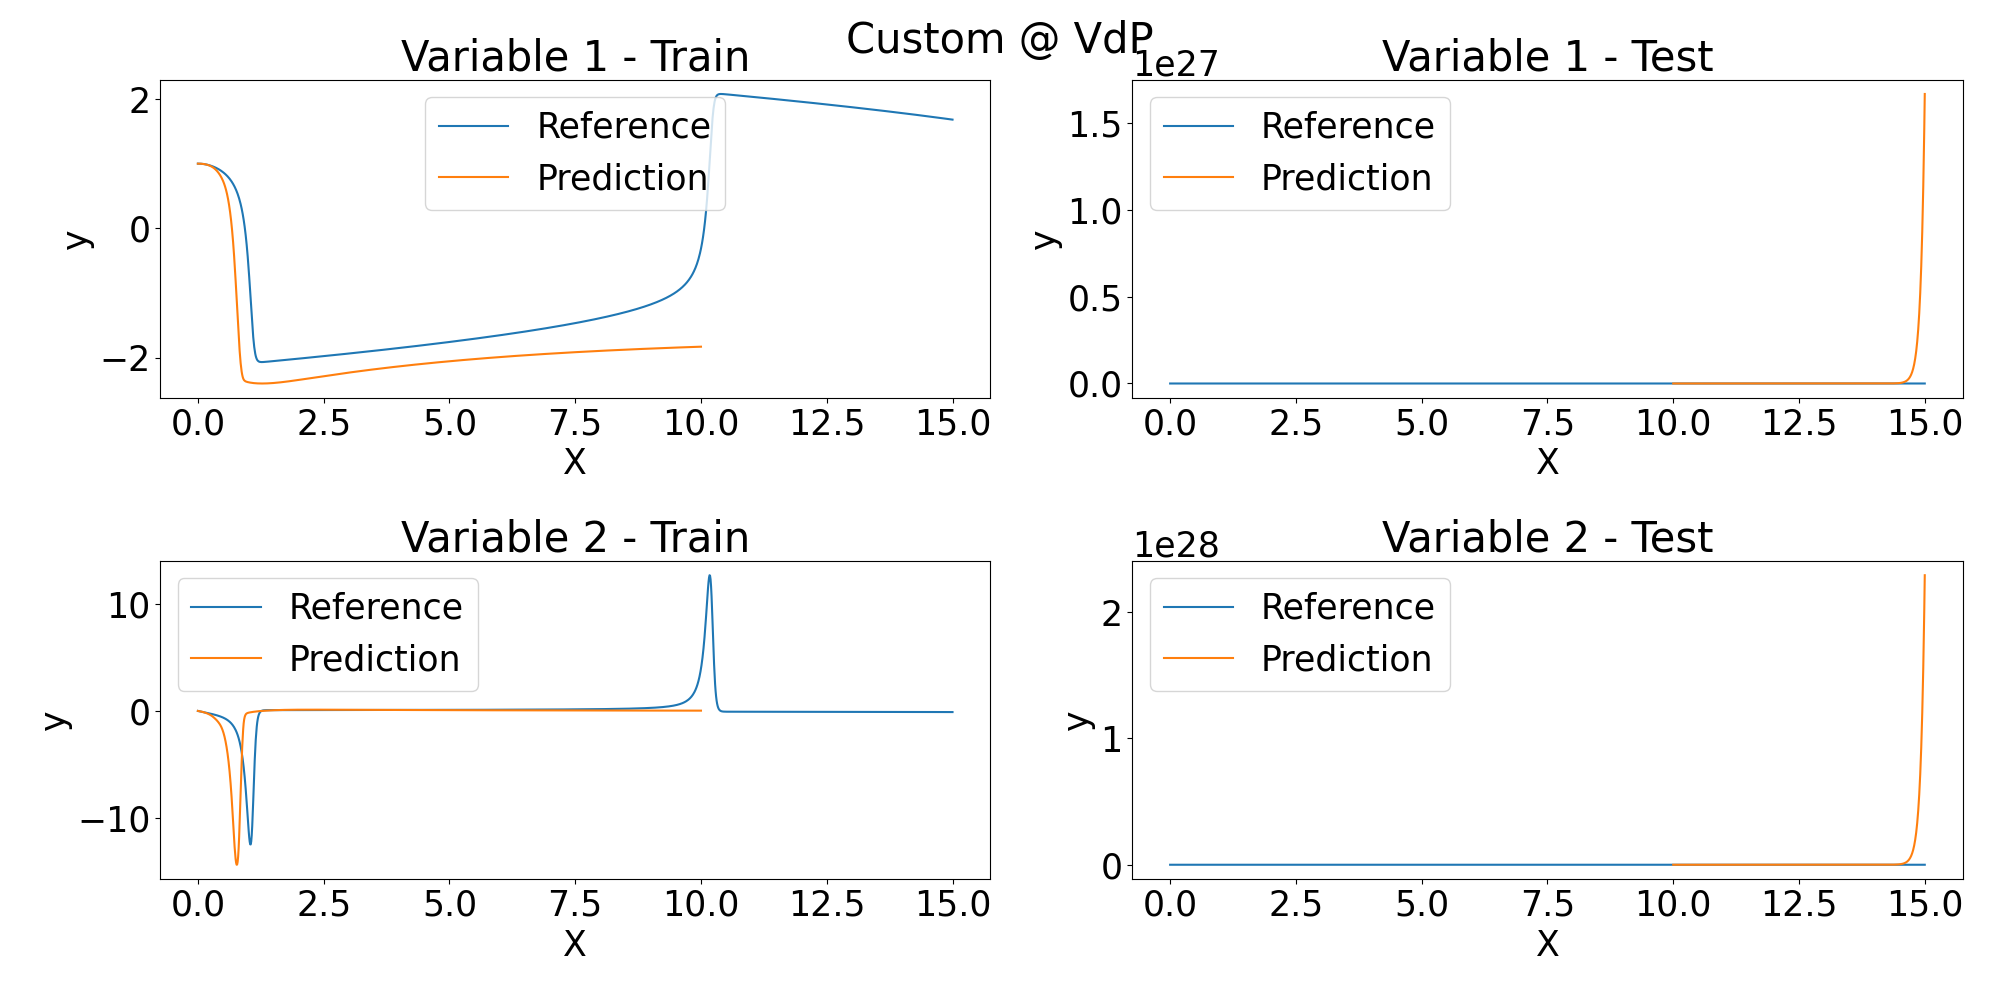 Custom @ VdP
Variable 1 - Train
2
0
−2
y
Reference
Prediction
0.0 2.5 5.0 7.5 10.0 12.5 15.0
X
Variable 1 - Test
1e27
1.5
1.0
0.5
0.0
y
Reference
Prediction
0.0 2.5 5.0 7.5 10.0 12.5 15.0
X
Variable 2 - Train
10
0
−10
y
Reference
Prediction
0.0 2.5 5.0 7.5 10.0 12.5 15.0
X
Variable 2 - Test
1e28
2
1
0
y
Reference
Prediction
0.0 2.5 5.0 7.5 10.0 12.5 15.0
X